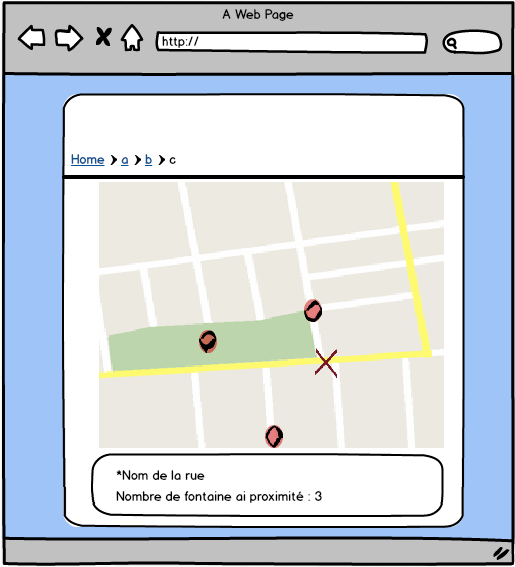 A Web Page
http://
Home a b c
*Nom de la rue
Nombre de fontaine ai proximité : 3